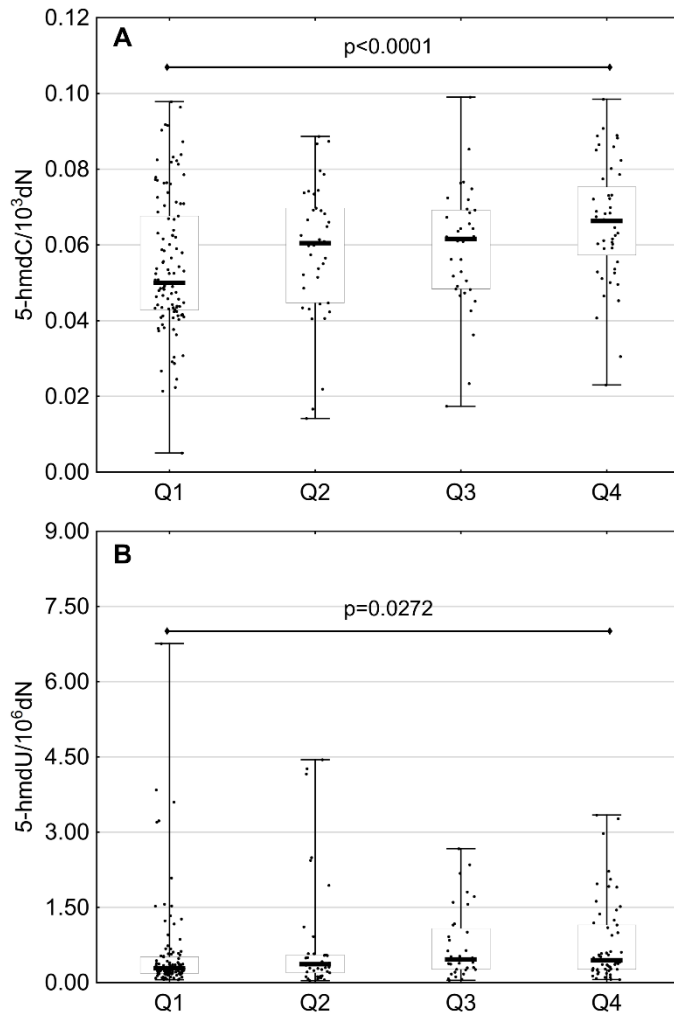 0.12
A
p<0.0001
0.10
0.08
0.06
0.04
0.02
0.00
5-hmdC/10³dN
Q1 Q2 Q3 Q4
9.00
B
7.50
p=0.0272
6.00
4.50
3.00
1.50
0.00
5-hmdU/10⁶dN
Q1 Q2 Q3 Q4